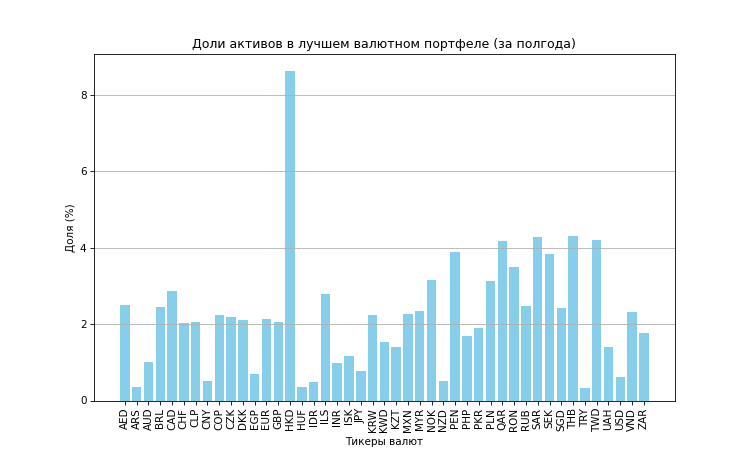 Доли активов в лучшем валютном портфеле (за полгода)
Доля (%)
8
6
4
2
0
AED ARS AUD BRL CAD CHF CLP CNY COP CZK DKK EGP EUR GBP HKD HUF IDR ILS INR ISK JPY KRW KWD KZT MXN MYR NOK NZD PEN PHP PKR PLN QAR RON RUB SAR SEK SGD THB TRY TWD UAH USD VND ZAR
Тикеры валют